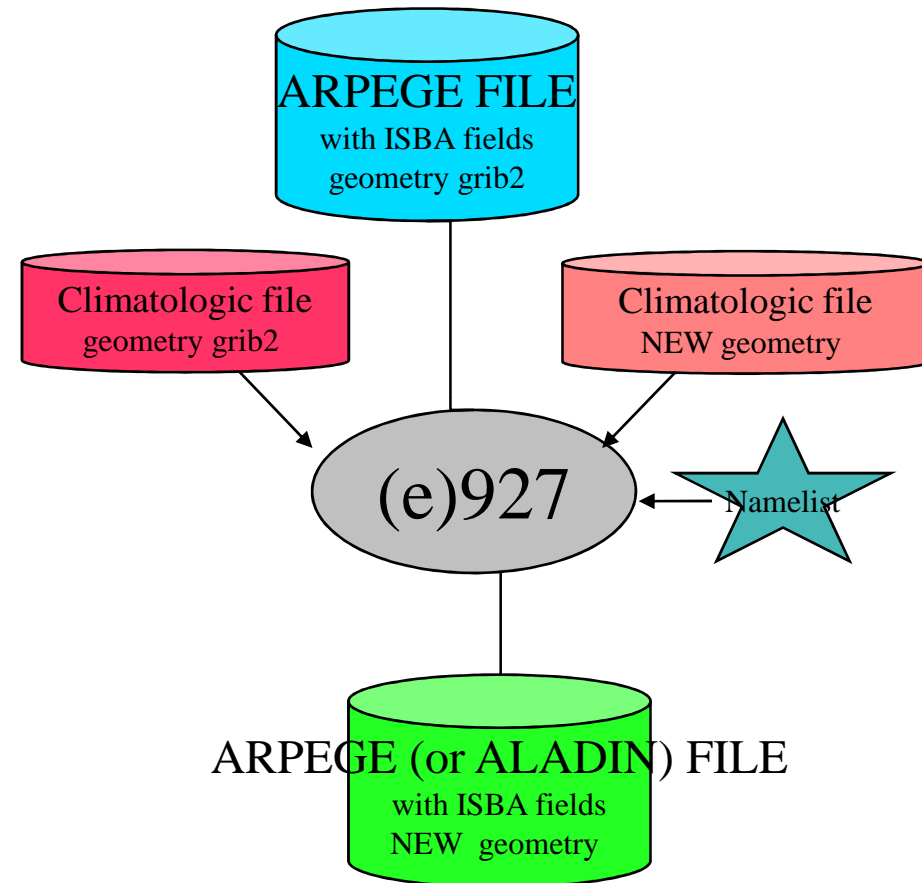 ARPEGE FILE
with ISBA fields
geometry grib2
Climatologic file
geometry grib2
Climatologic file
NEW geometry
(e)927
Namelist
ARPEGE (or ALADIN) FILE
with ISBA fields
NEW geometry